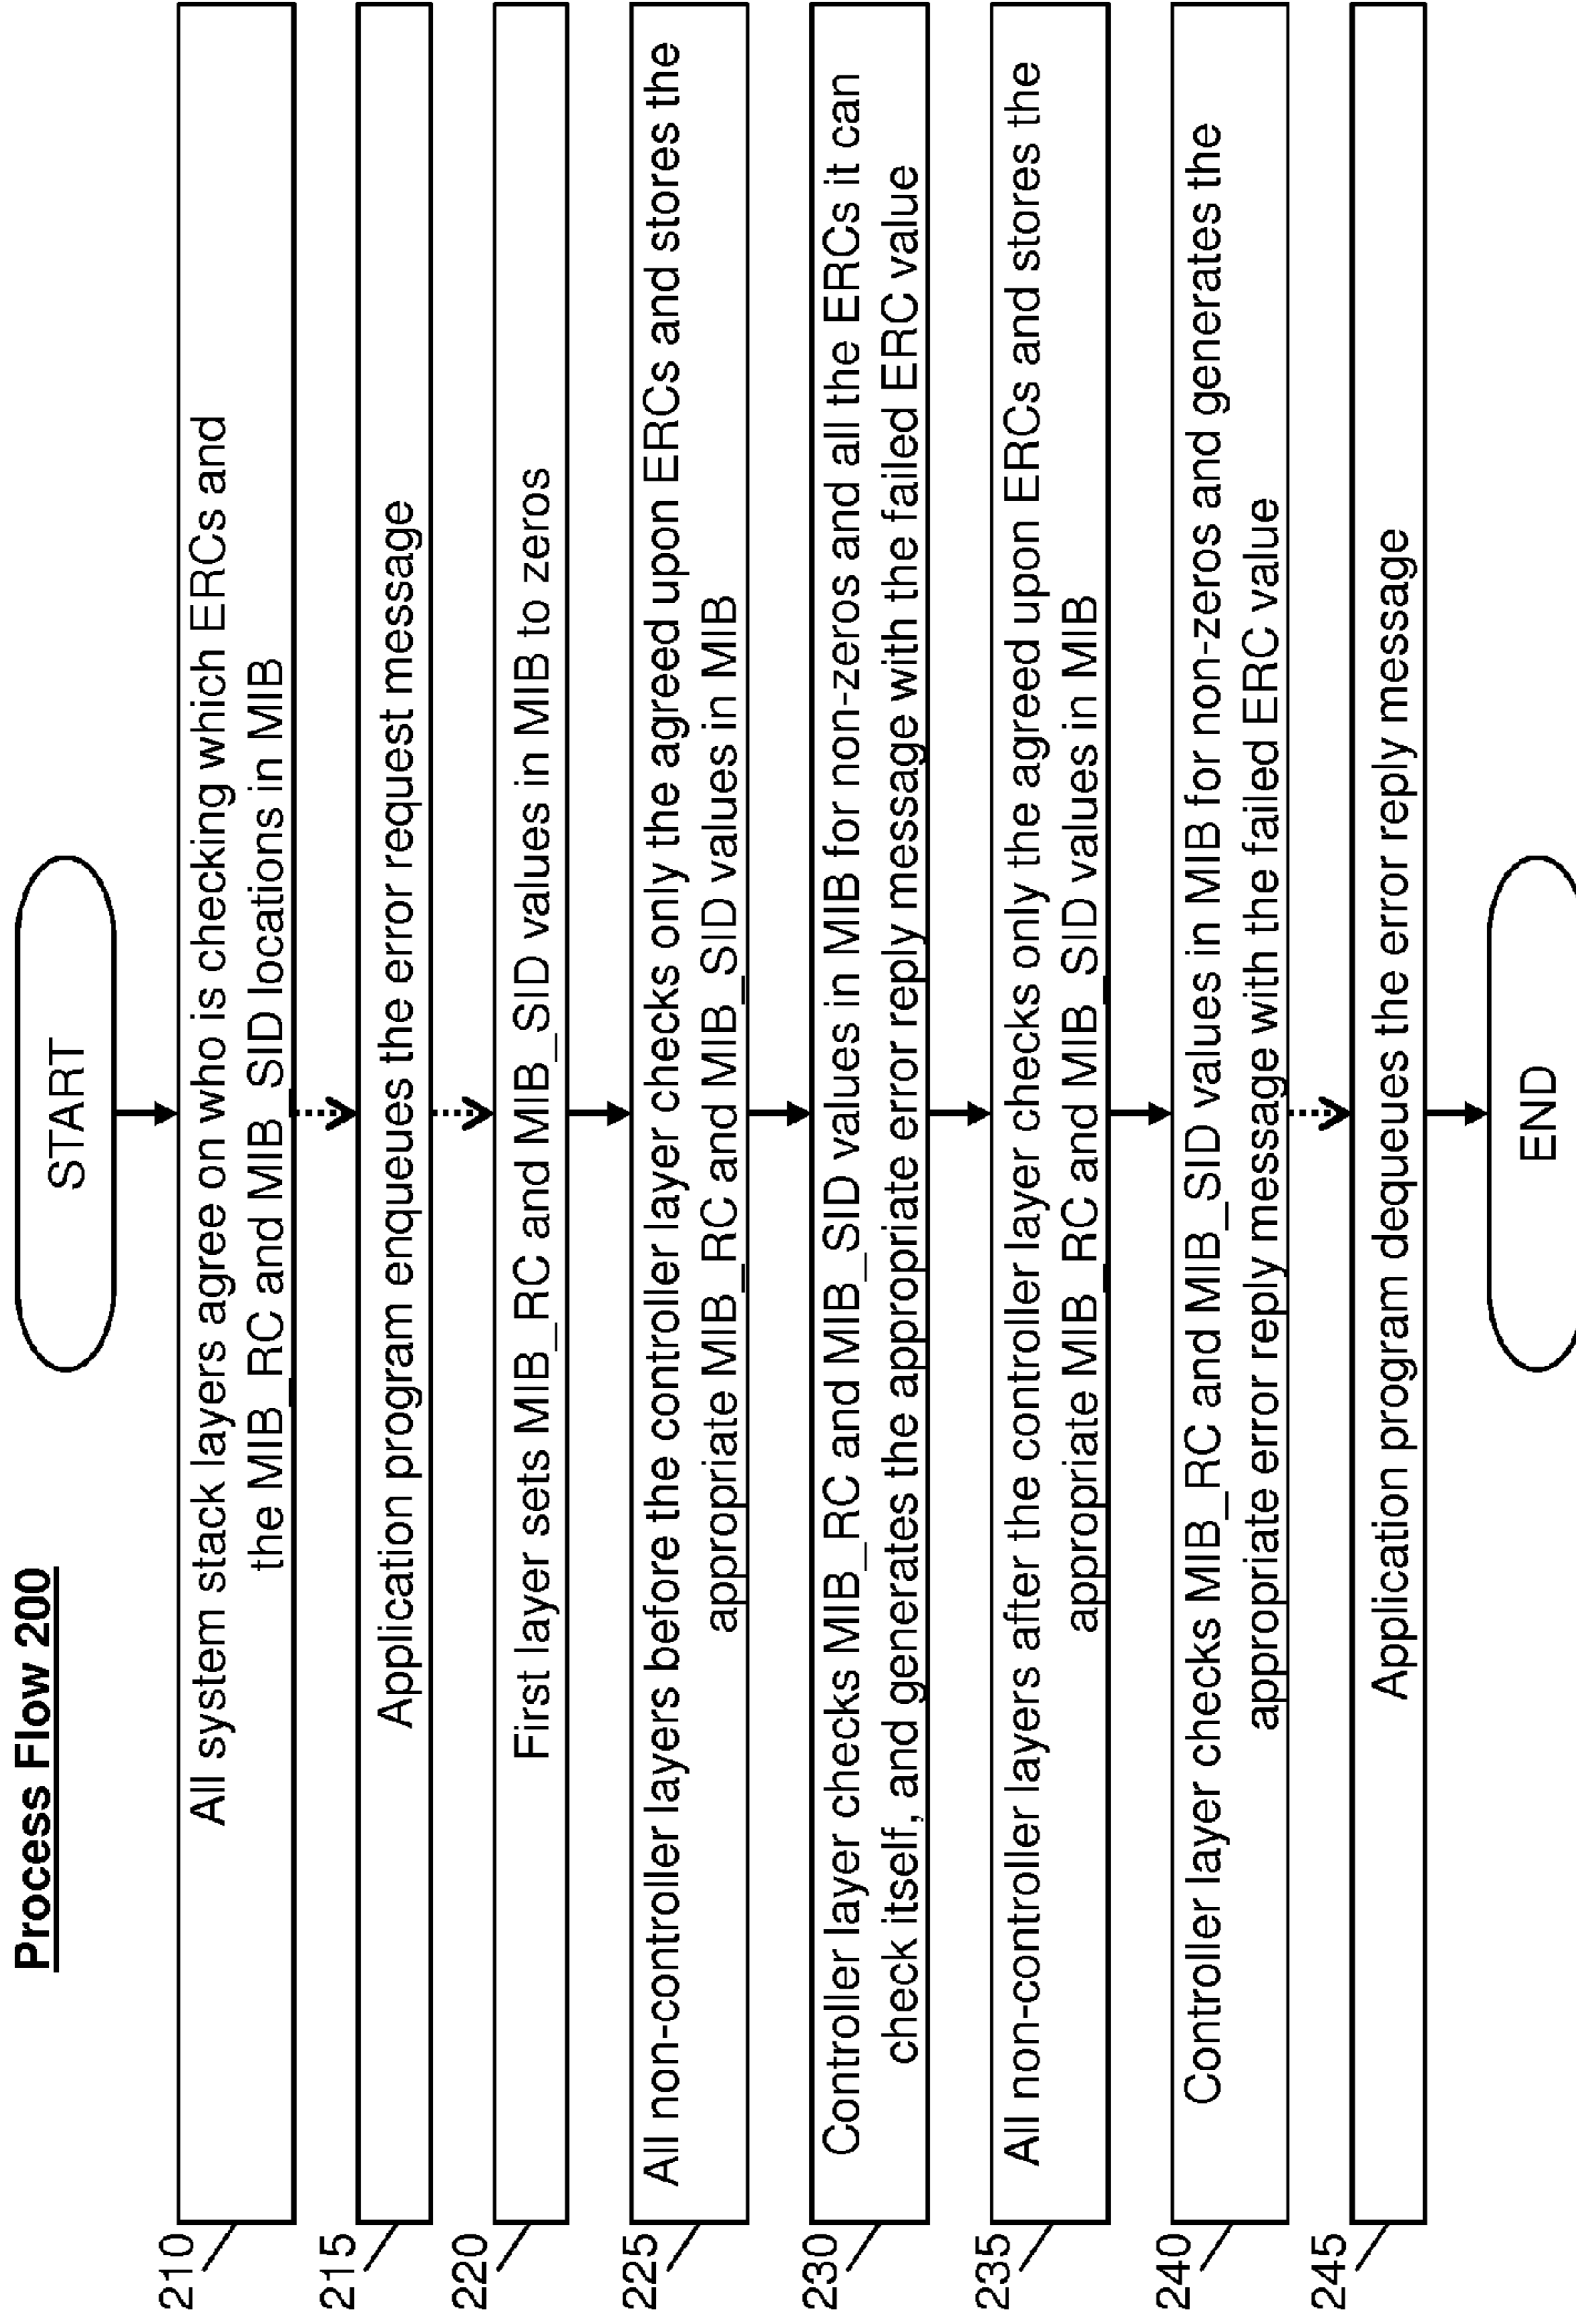 Process Flow 200
START
210
All system stack layers agree on who is checking which ERCs and
the MIB_RC and MIB_SID locations in MIB
215
Application program enqueues the error request message
220
First layer sets MIB_RC and MIB_SID values in MIB to zeros
225
All non-controller layers before the controller layer checks only the agreed upon ERCs and stores the
appropriate MIB_RC and MIB_SID values in MIB
230
Controller layer checks MIB_RC and MIB_SID values in MIB for non-zeros and all the ERCs it can
check itself, and generates the appropriate error reply message with the failed ERC value
235
All non-controller layers after the controller layer checks only the agreed upon ERCs and stores the
appropriate MIB_RC and MIB_SID values in MIB
240
Controller layer checks MIB_RC and MIB_SID values in MIB for non-zeros and generates the
appropriate error reply message with the failed ERC value
245
Application program dequeues the error reply message
END